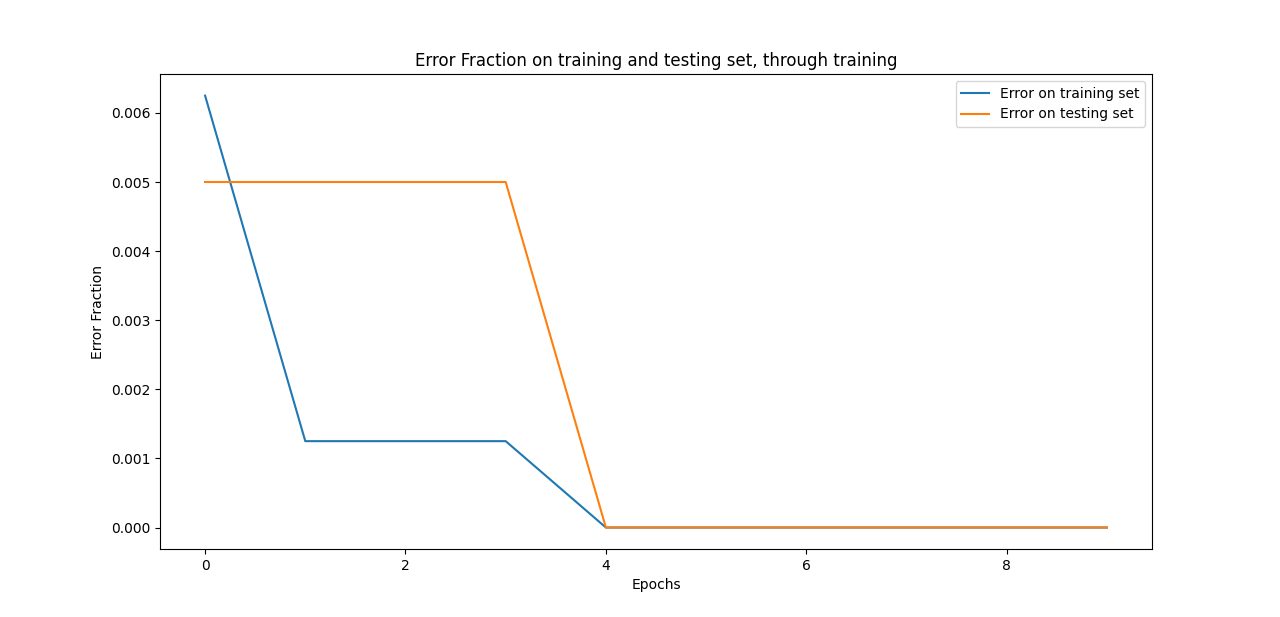 Error Fraction on training and testing set, through training
Error on training set
Error on testing set
0.006
0.005
0.004
0.003
0.002
0.001
0.000
Error Fraction
0 2 4 6 8
Epochs